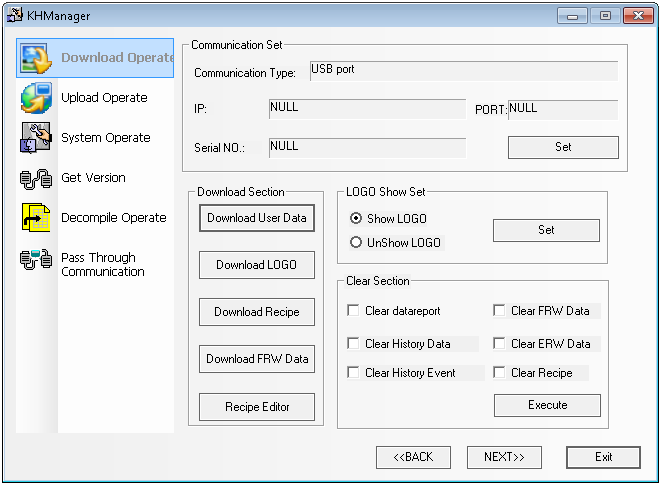 KHManager
Download Operate
Upload Operate
System Operate
Get Version
Decompile Operate
Pass Through
Communication
Communication Set
Communication Type: USB port
IP: NULL PORT: NULL
Serial NO.: NULL Set
Download Section
Download User Data
Download LOGO
Download Recipe
Download FRW Data
Recipe Editor
LOGO Show Set
Show LOGO
UnShow LOGO
Set
Clear Section
Clear datareport Clear FRW Data
Clear History Data Clear ERW Data
Clear History Event Clear Recipe
Execute
<<BACK NEXT>> Exit